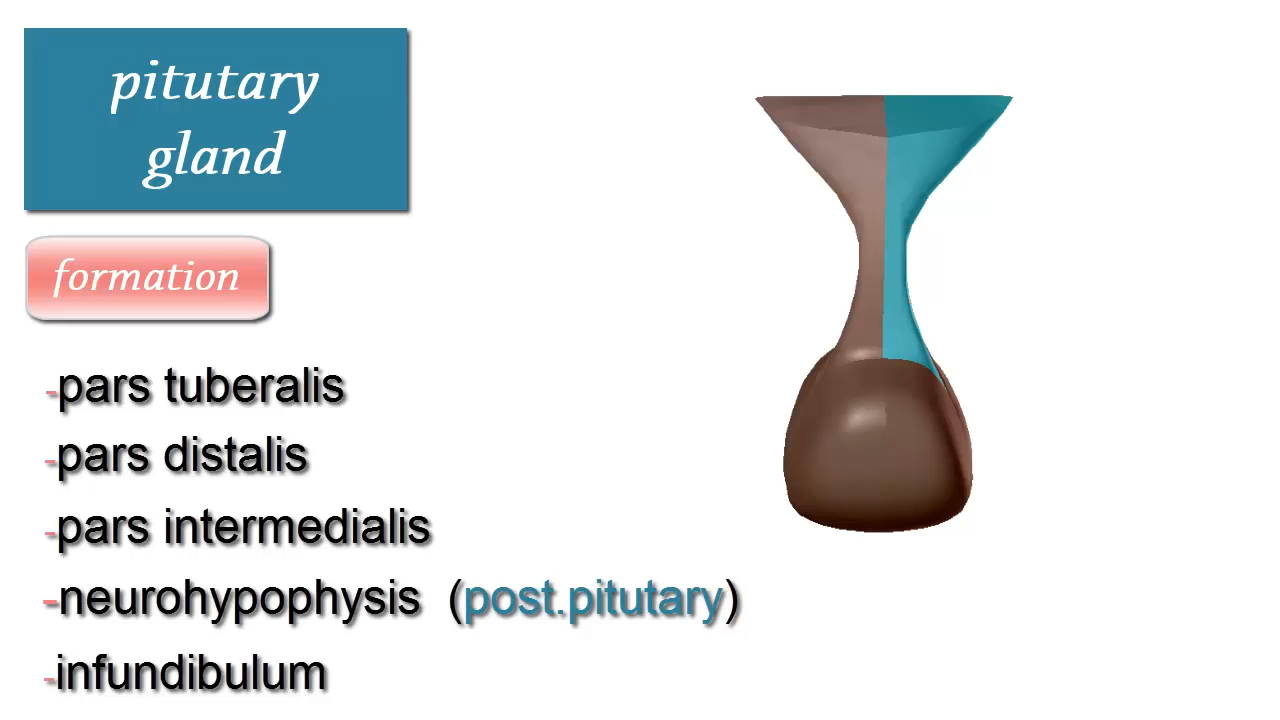 pitutary
gland
formation
-pars tuberalis
-pars distalis
-pars intermedialis
-neurohypophysis (post.pitutary)
-infundibulum